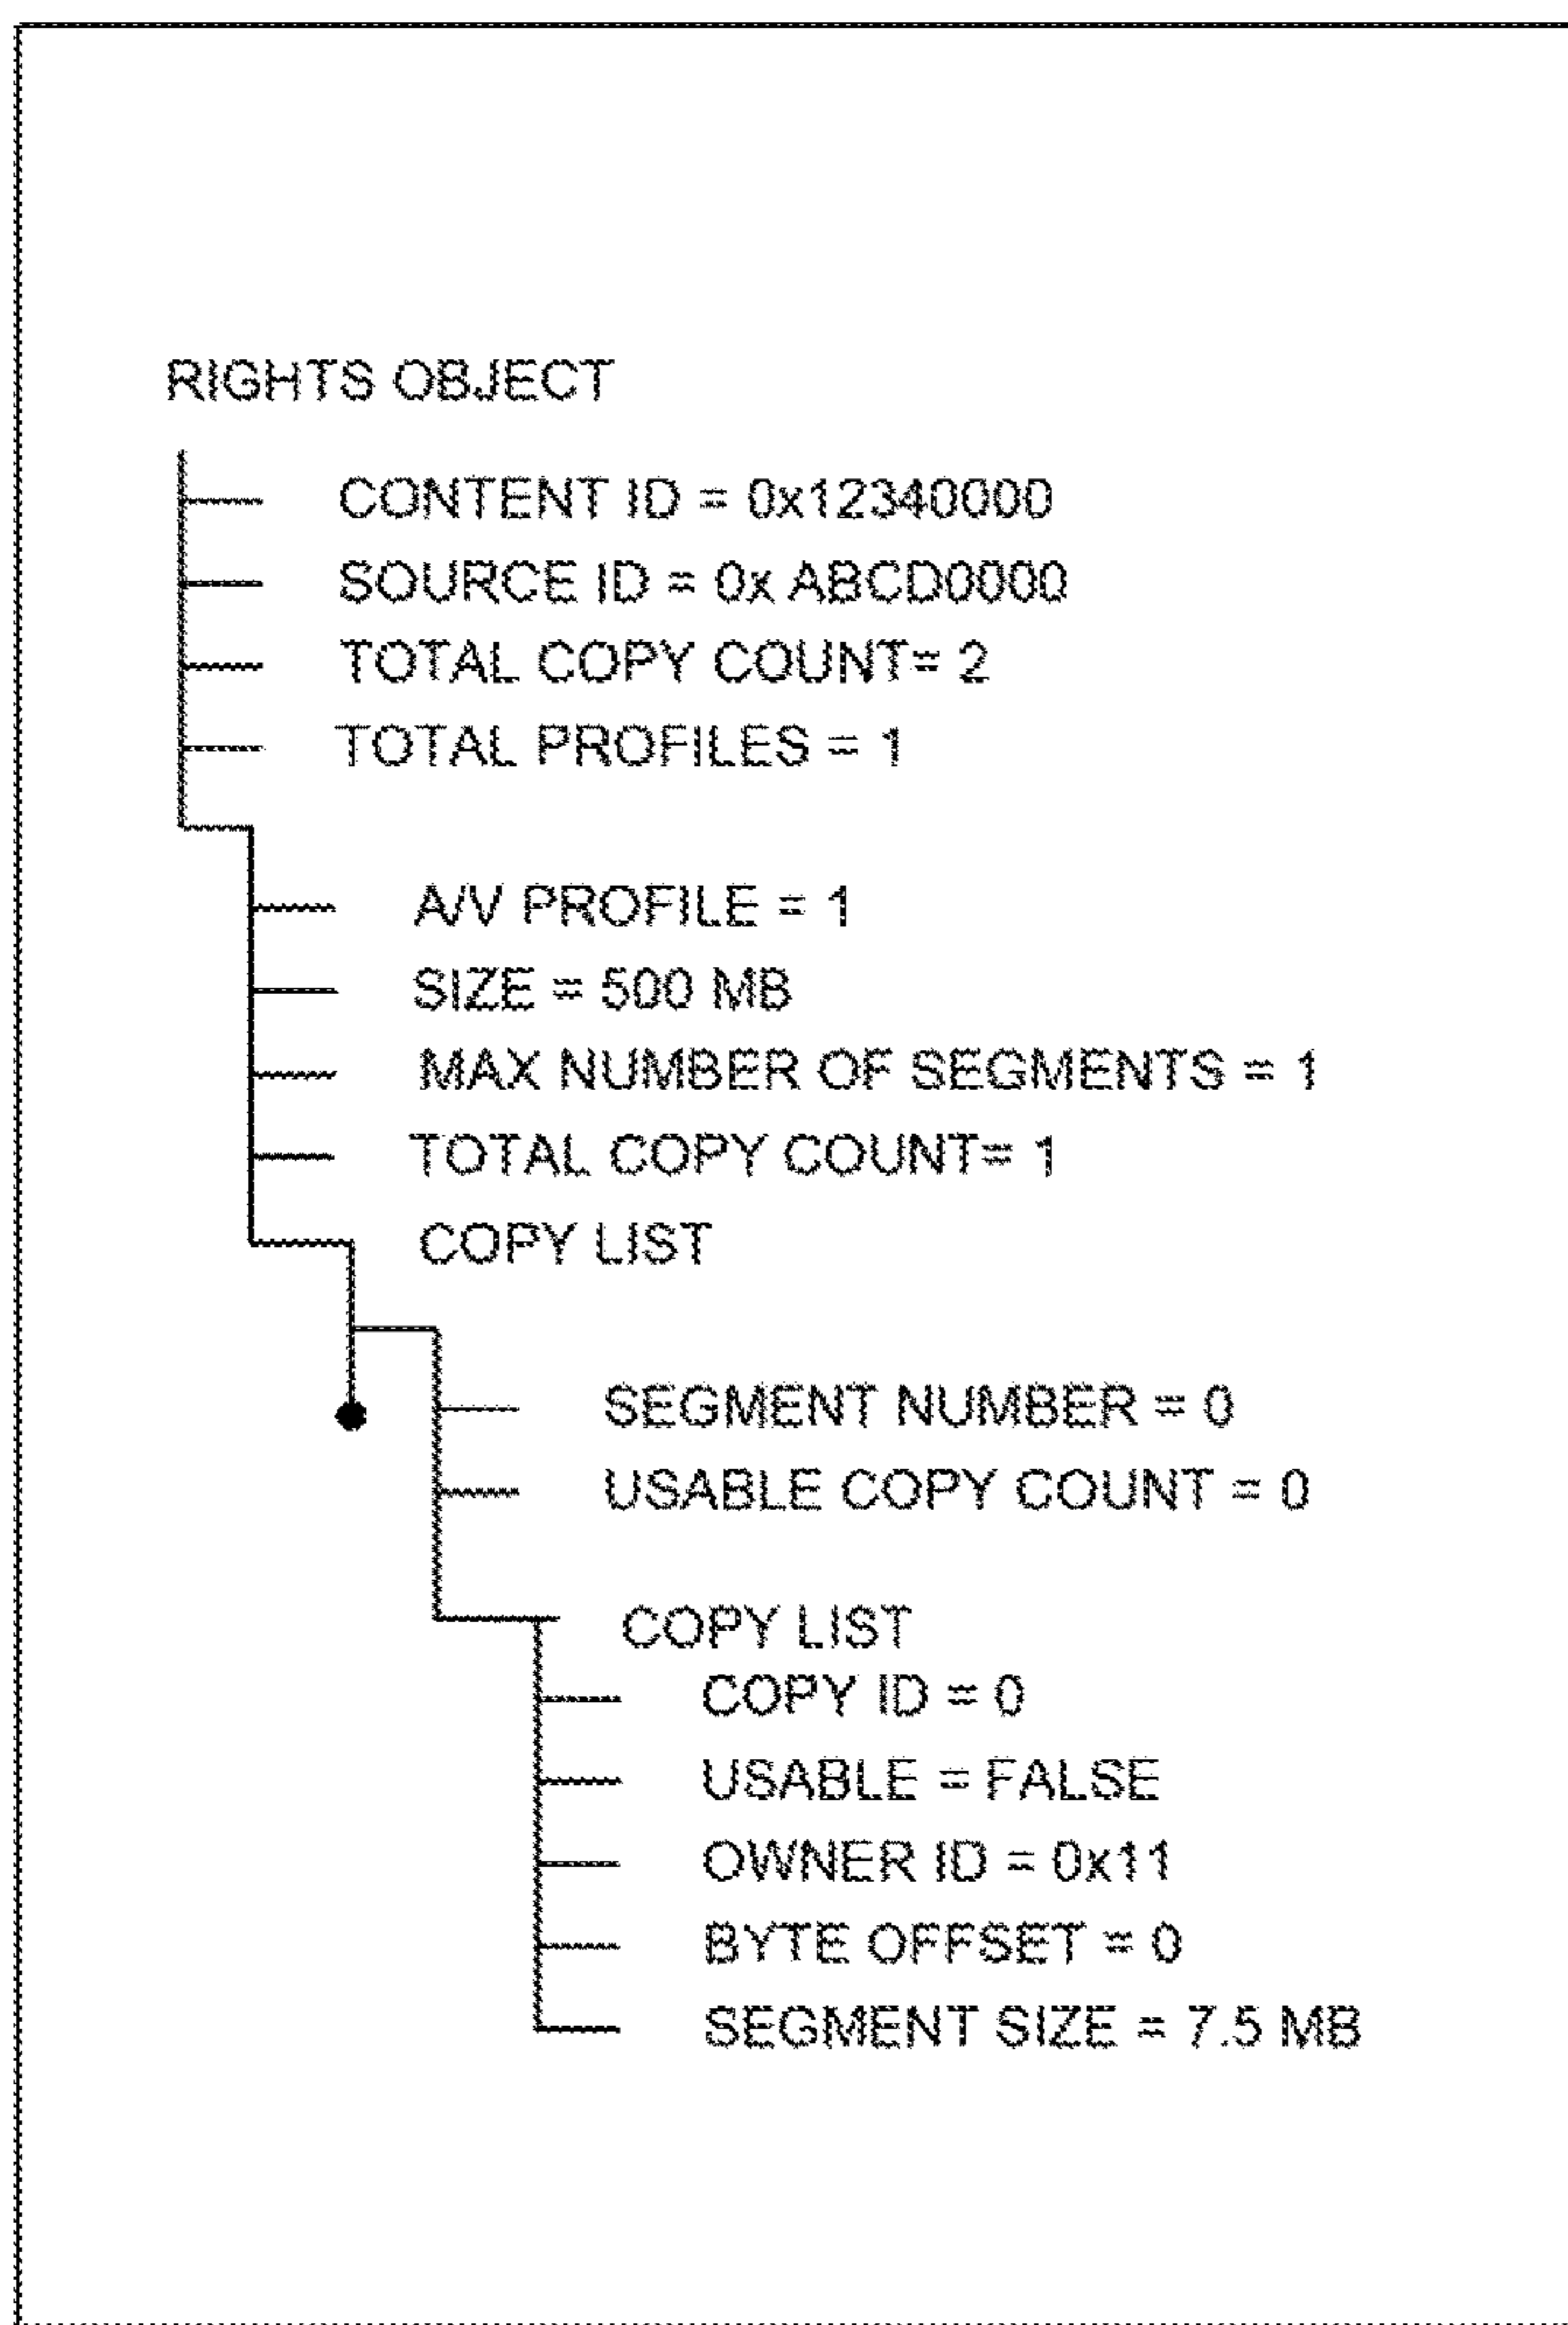 RIGHTS OBJECT
CONTENT ID = 0x12340000
SOURCE ID = 0x ABCD0000
TOTAL COPY COUNT= 2
TOTAL PROFILES = 1
A/V PROFILE = 1
SIZE = 500 MB
MAX NUMBER OF SEGMENTS = 1
TOTAL COPY COUNT= 1
COPY LIST
SEGMENT NUMBER = 0
USABLE COPY COUNT = 0
COPY LIST
COPY ID = 0
USABLE = FALSE
OWNER ID = 0x11
BYTE OFFSET = 0
SEGMENT SIZE = 7.5 MB